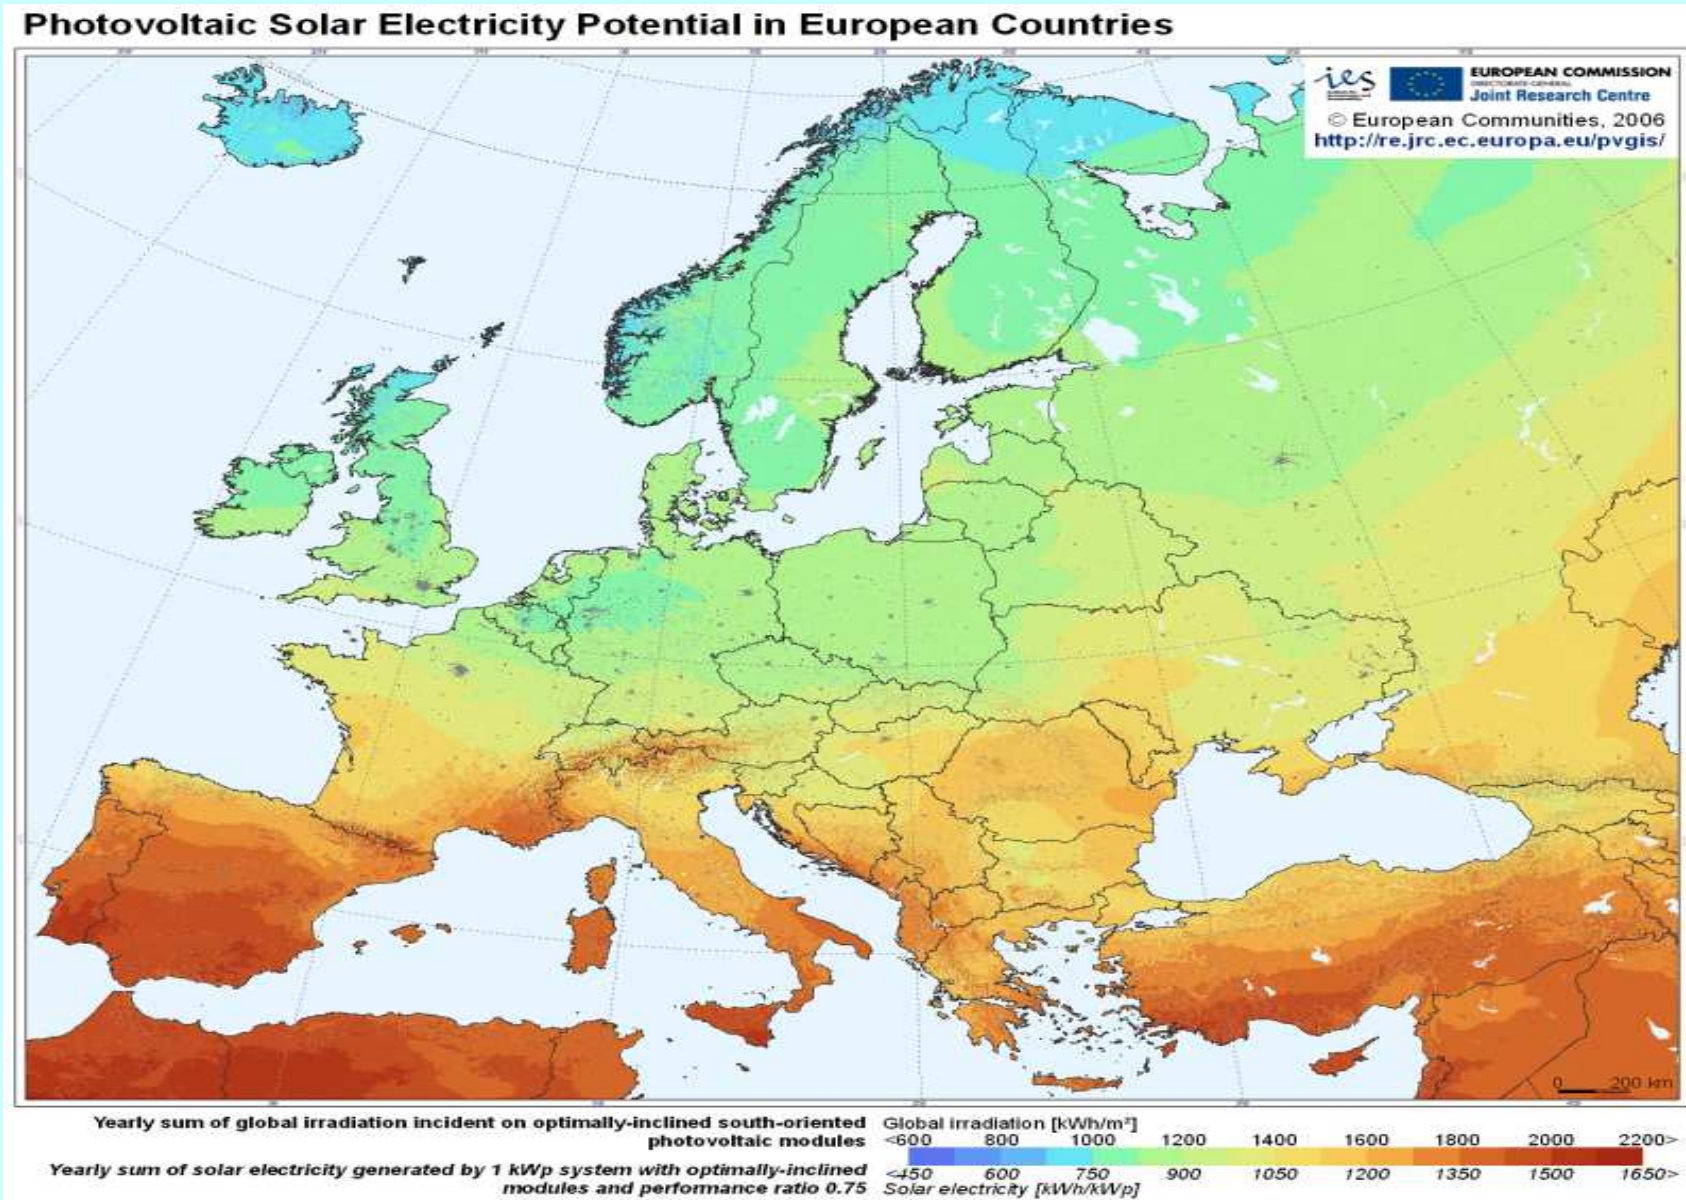 Photovoltaic Solar Electricity Potential in European Countries
ies
EUROPEAN COMMISSION
DIRECTORATE-GENERAL
Joint Research Centre
© European Communities, 2006
http://re.jrc.ec.europa.eu/pvgis/
0 200 km
Yearly sum of global irradiation incident on optimally-inclined south-oriented
photovoltaic modules
Global irradiation [kWh/m²]
<600 800 1000 1200 1400 1600 1800 2000 2200>
Yearly sum of solar electricity generated by 1 kWp system with optimally-inclined
modules and performance ratio 0.75
<450 600 750 900 1050 1200 1350 1500 1650>
Solar electricity [kWh/kWp]